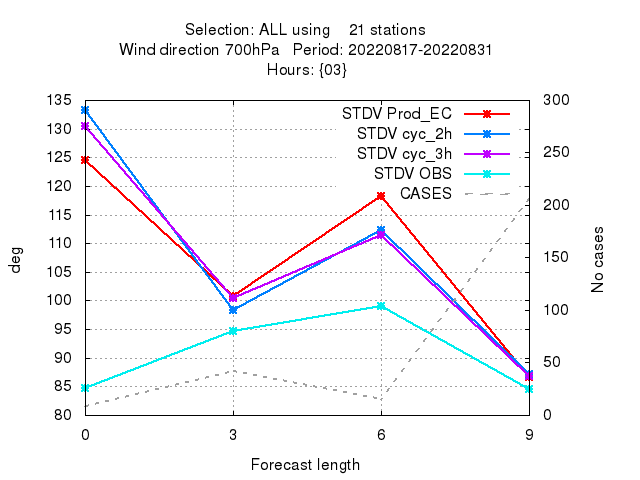 Selection: ALL using 21 stations
Wind direction 700hPa Period: 20220817-20220831
Hours: {03}
135 300
130
125 250
120
115 200
110
105 150
100 100
95
90 50
85
80 0
STDV Prod_EC
STDV cyc_2h
STDV cyc_3h
STDV OBS
CASES
deg
No cases
0 3 6 9
Forecast length